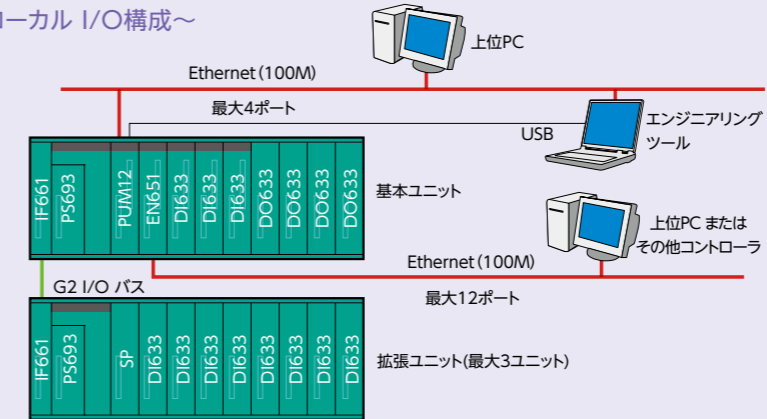 ローカル I/O構成～
上位PC
Ethernet(100M)
最大4ポート
USB
エンジニアリング
ツール
IF661
PS693
PUM12
EN651
DI633
DI633
DI633
DO633
DO633
DO633
DO633
基本ユニット
上位PC または
その他コントローラ
Ethernet(100M)
最大12ポート
G2 I/O バス
IF661
PS693
SP
DI633
DI633
DI633
DI633
DI633
DI633
DI633
DI633
拡張ユニット(最大3ユニット)